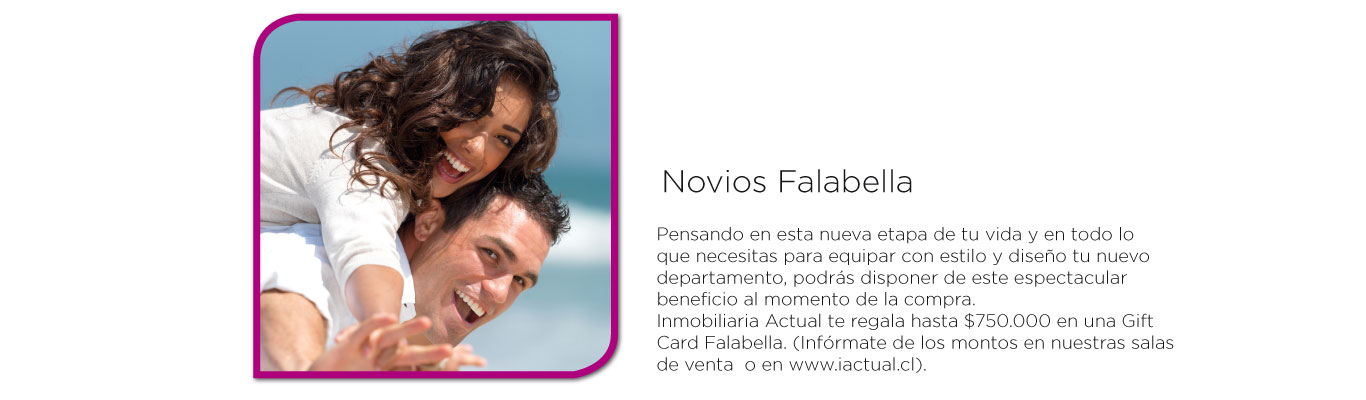 Novios Falabella
Pensando en esta nueva etapa de tu vida y en todo lo
que necesitas para equipar con estilo y diseño tu nuevo
departamento, podrás disponer de este espectacular
beneficio al momento de la compra.
Inmobiliaria Actual te regala hasta $750.000 en una Gift
Card Falabella. (Infórmate de los montos en nuestras salas
de venta  o en www.iactual.cl).